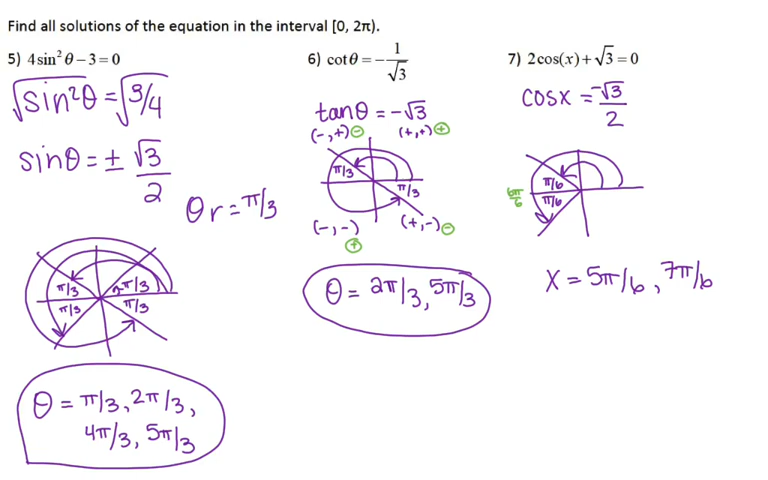 Find all solutions of the equation in the interval [0, 2π).
5) 4sin²θ − 3 = 0
√sin²θ = √3/4
sinθ = ± √3/2
θr = π/3
π/3
π/3
π/3
π/3
θ = π/3, 2π/3,
4π/3, 5π/3
6) cotθ = −1/√3
tanθ = −√3
(−,+) ⊖ (+,+) ⊕
π/3
π/3
(−,−) ⊕ (+,−) ⊖
θ = 2π/3, 5π/3
7) 2cos(x) + √3 = 0
cosx = −√3/2
π/6
6π/6
π/6
x = 5π/6, 7π/6